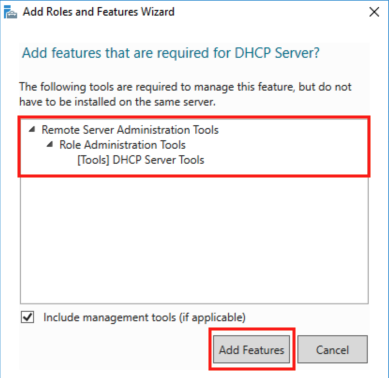 Add Roles and Features Wizard
Add features that are required for DHCP Server?
The following tools are required to manage this feature, but do not
have to be installed on the same server.
Remote Server Administration Tools
Role Administration Tools
[Tools] DHCP Server Tools
Include management tools (if applicable)
Add Features
Cancel